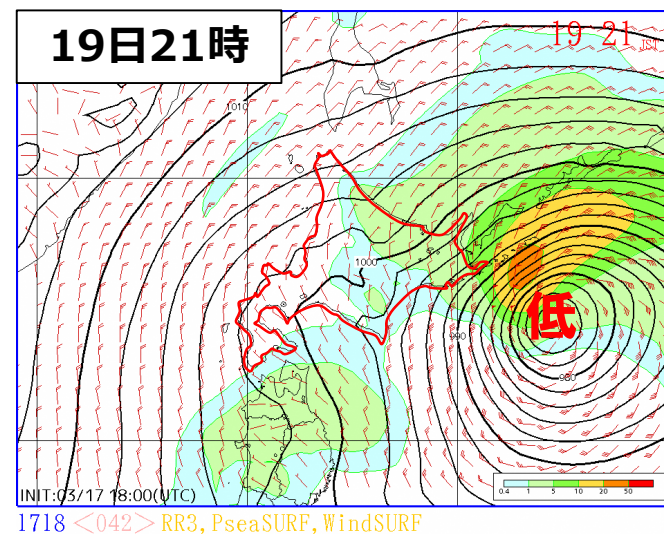 19日21時
19 21 JST
1010
1000
990
980
低
INIT:03/17 18:00(UTC)
0.4 1 5 10 20 50
1718 <042> RR3,PseaSURF,WindSURF